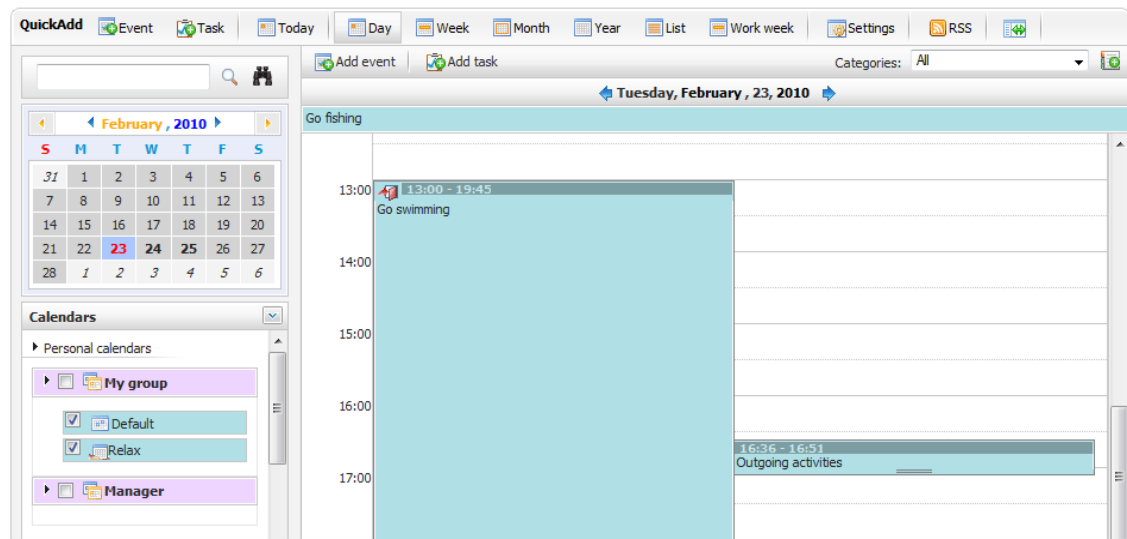 QuickAdd Event Task Today Day Week Month Year List Work week Settings RSS
Add event Add task Categories: All
Tuesday, February , 23, 2010
Go fishing
February , 2010
S M T W T F S
31 1 2 3 4 5 6
7 8 9 10 11 12 13
14 15 16 17 18 19 20
21 22 23 24 25 26 27
28 1 2 3 4 5 6
Calendars
Personal calendars
My group
Default
Relax
Manager
13:00
13:00 - 19:45
Go swimming
14:00
15:00
16:00
16:36 - 16:51
Outgoing activities
17:00